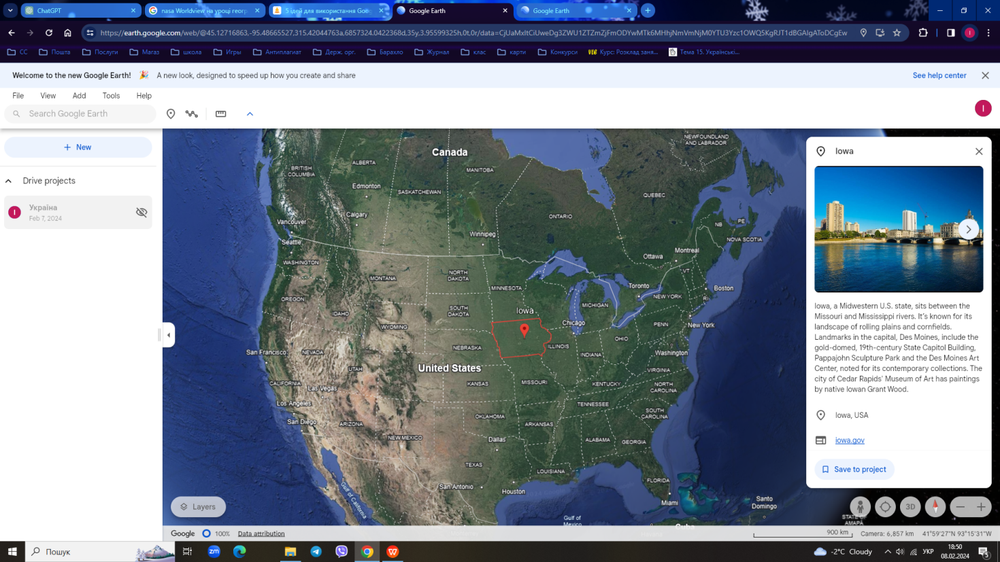 ChatGPT
nasa Worldview на уроці геогр
5 ідей для використання Goog
Google Earth
Google Earth
https://earth.google.com/web/@45.12716863,-95.48665527,315.42044763a,6857324.0422368d,35y,3.95599325h,0t,0r/data=CjUaMxItCiUweDg3ZWU1ZTZmZjFmODYwMTk6MHhjNmVmNjM0YTU3Yzc1OWQ5KgRJT1dBGAIgAToDCgEw
І
СС
Пошта
Послуги
Магаз
школа
Игры
Антиплагиат
Держ. орг.
Барахло
Журнал
клас
карти
Конкурси
VSE Курс: Розклад заня...
Тема 15. Українські...
Welcome to the new Google Earth!
A new look, designed to speed up how you create and share
See help center
File
View
Add
Tools
Help
Search Google Earth
І
New
Drive projects
І
Україна
Feb 7, 2024
Canada
NEWFOUNDLAND
AND LABRADOR
BRITISH
COLUMBIA
ALBERTA
MANITOBA
Edmonton
SASKATCHEWAN
QUEBEC
Calgary
ONTARIO
Vancouver
NB
PE
Winnipeg
NOVA SCOTIA
Seattle
Montreal
Ottawa
WASHINGTON
VT
NORTH
DAKOTA
MONTANA
Toronto
Boston
MINNESOTA
OREGON
NEW YORK
RI
MICHIGAN
SOUTH
DAKOTA
Iowa
IDAHO
Chicago
WYOMING
PENN
New York
OHIO
NEBRASKA
ILLINOIS
San Francisco
NEVADA
INDIANA
Washington
United States
UTAH
VIRGINIA
CALIFORNIA
KANSAS
MISSOURI
KENTUCKY
Las Vegas
NORTH
CAROLINA
Los Angeles
TENNESSEE
OKLAHOMA
SOUTH
CAROLINA
San Diego
ARIZONA
ARKANSAS
NEW MEXICO
Dallas
ALABAMA
GEORGIA
TEXAS
LOUISIANA
FLORIDA
San Antonio
Houston
Gulf of California
Miami
Santo
Domingo
Gulf of
Mexico
STATE OF
AMAPÁ
Cuba
Iowa
Iowa, a Midwestern U.S. state, sits between the
Missouri and Mississippi rivers. It's known for its
landscape of rolling plains and cornfields.
Landmarks in the capital, Des Moines, include the
gold-domed, 19th-century State Capitol Building,
Pappajohn Sculpture Park and the Des Moines Art
Center, noted for its contemporary collections. The
city of Cedar Rapids' Museum of Art has paintings
by native Iowan Grant Wood.
Iowa, USA
iowa.gov
Save to project
Layers
3D
Google
100%
Data attribution
900 km
Camera: 6,857 km
41°59'27"N 93°15'31"W
Пошук
zm
-2°C Cloudy
УКР
18:50
08.02.2024
5